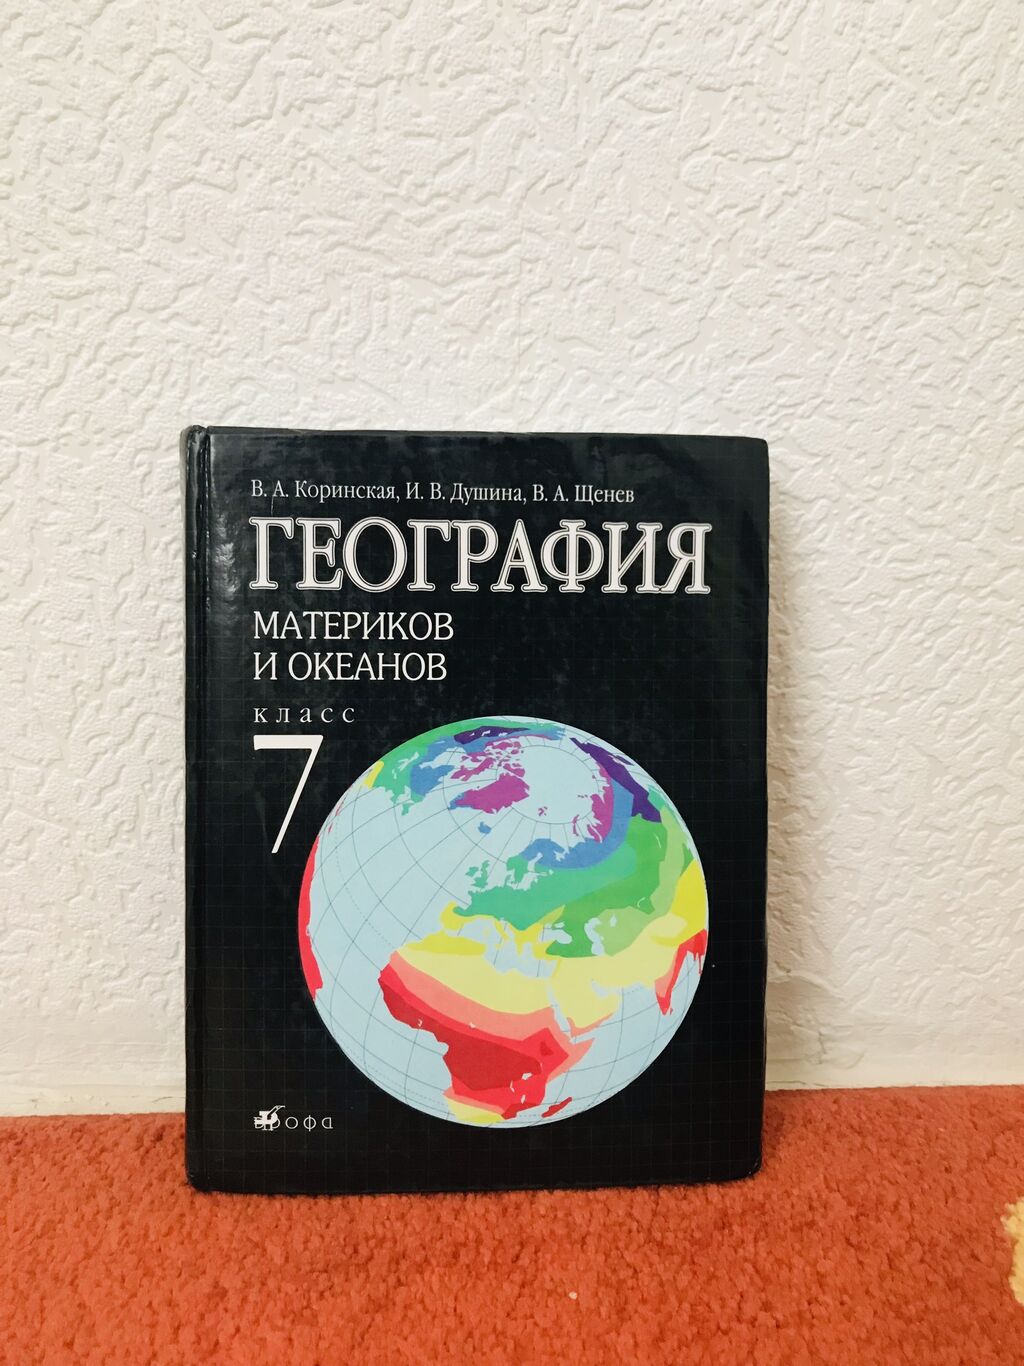 В. А. Коринская, И. В. Душина, В. А. Щенев
ГЕОГРАФИЯ
МАТЕРИКОВ
И ОКЕАНОВ
класс
7
Дрофа